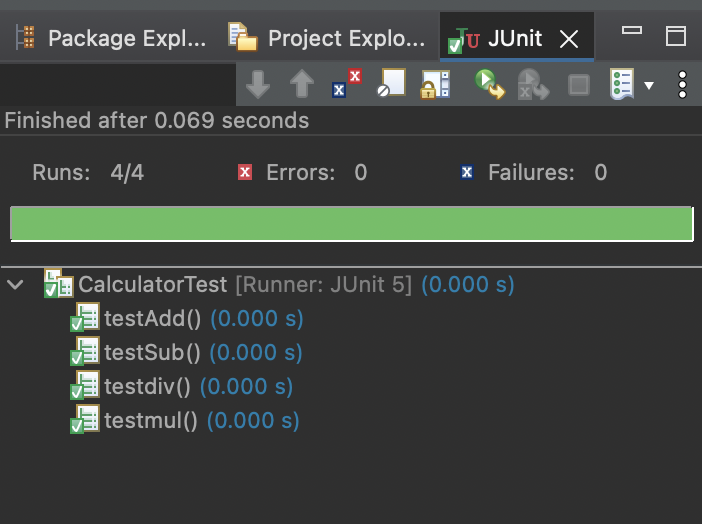 Package Expl...
Project Explo...
JUnit
Finished after 0.069 seconds
Runs: 4/4
Errors: 0
Failures: 0
CalculatorTest [Runner: JUnit 5] (0.000 s)
testAdd() (0.000 s)
testSub() (0.000 s)
testdiv() (0.000 s)
testmul() (0.000 s)